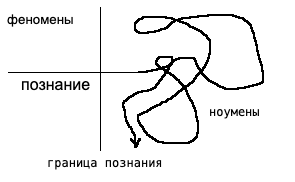 феномены
познание
ноумены
граница познания